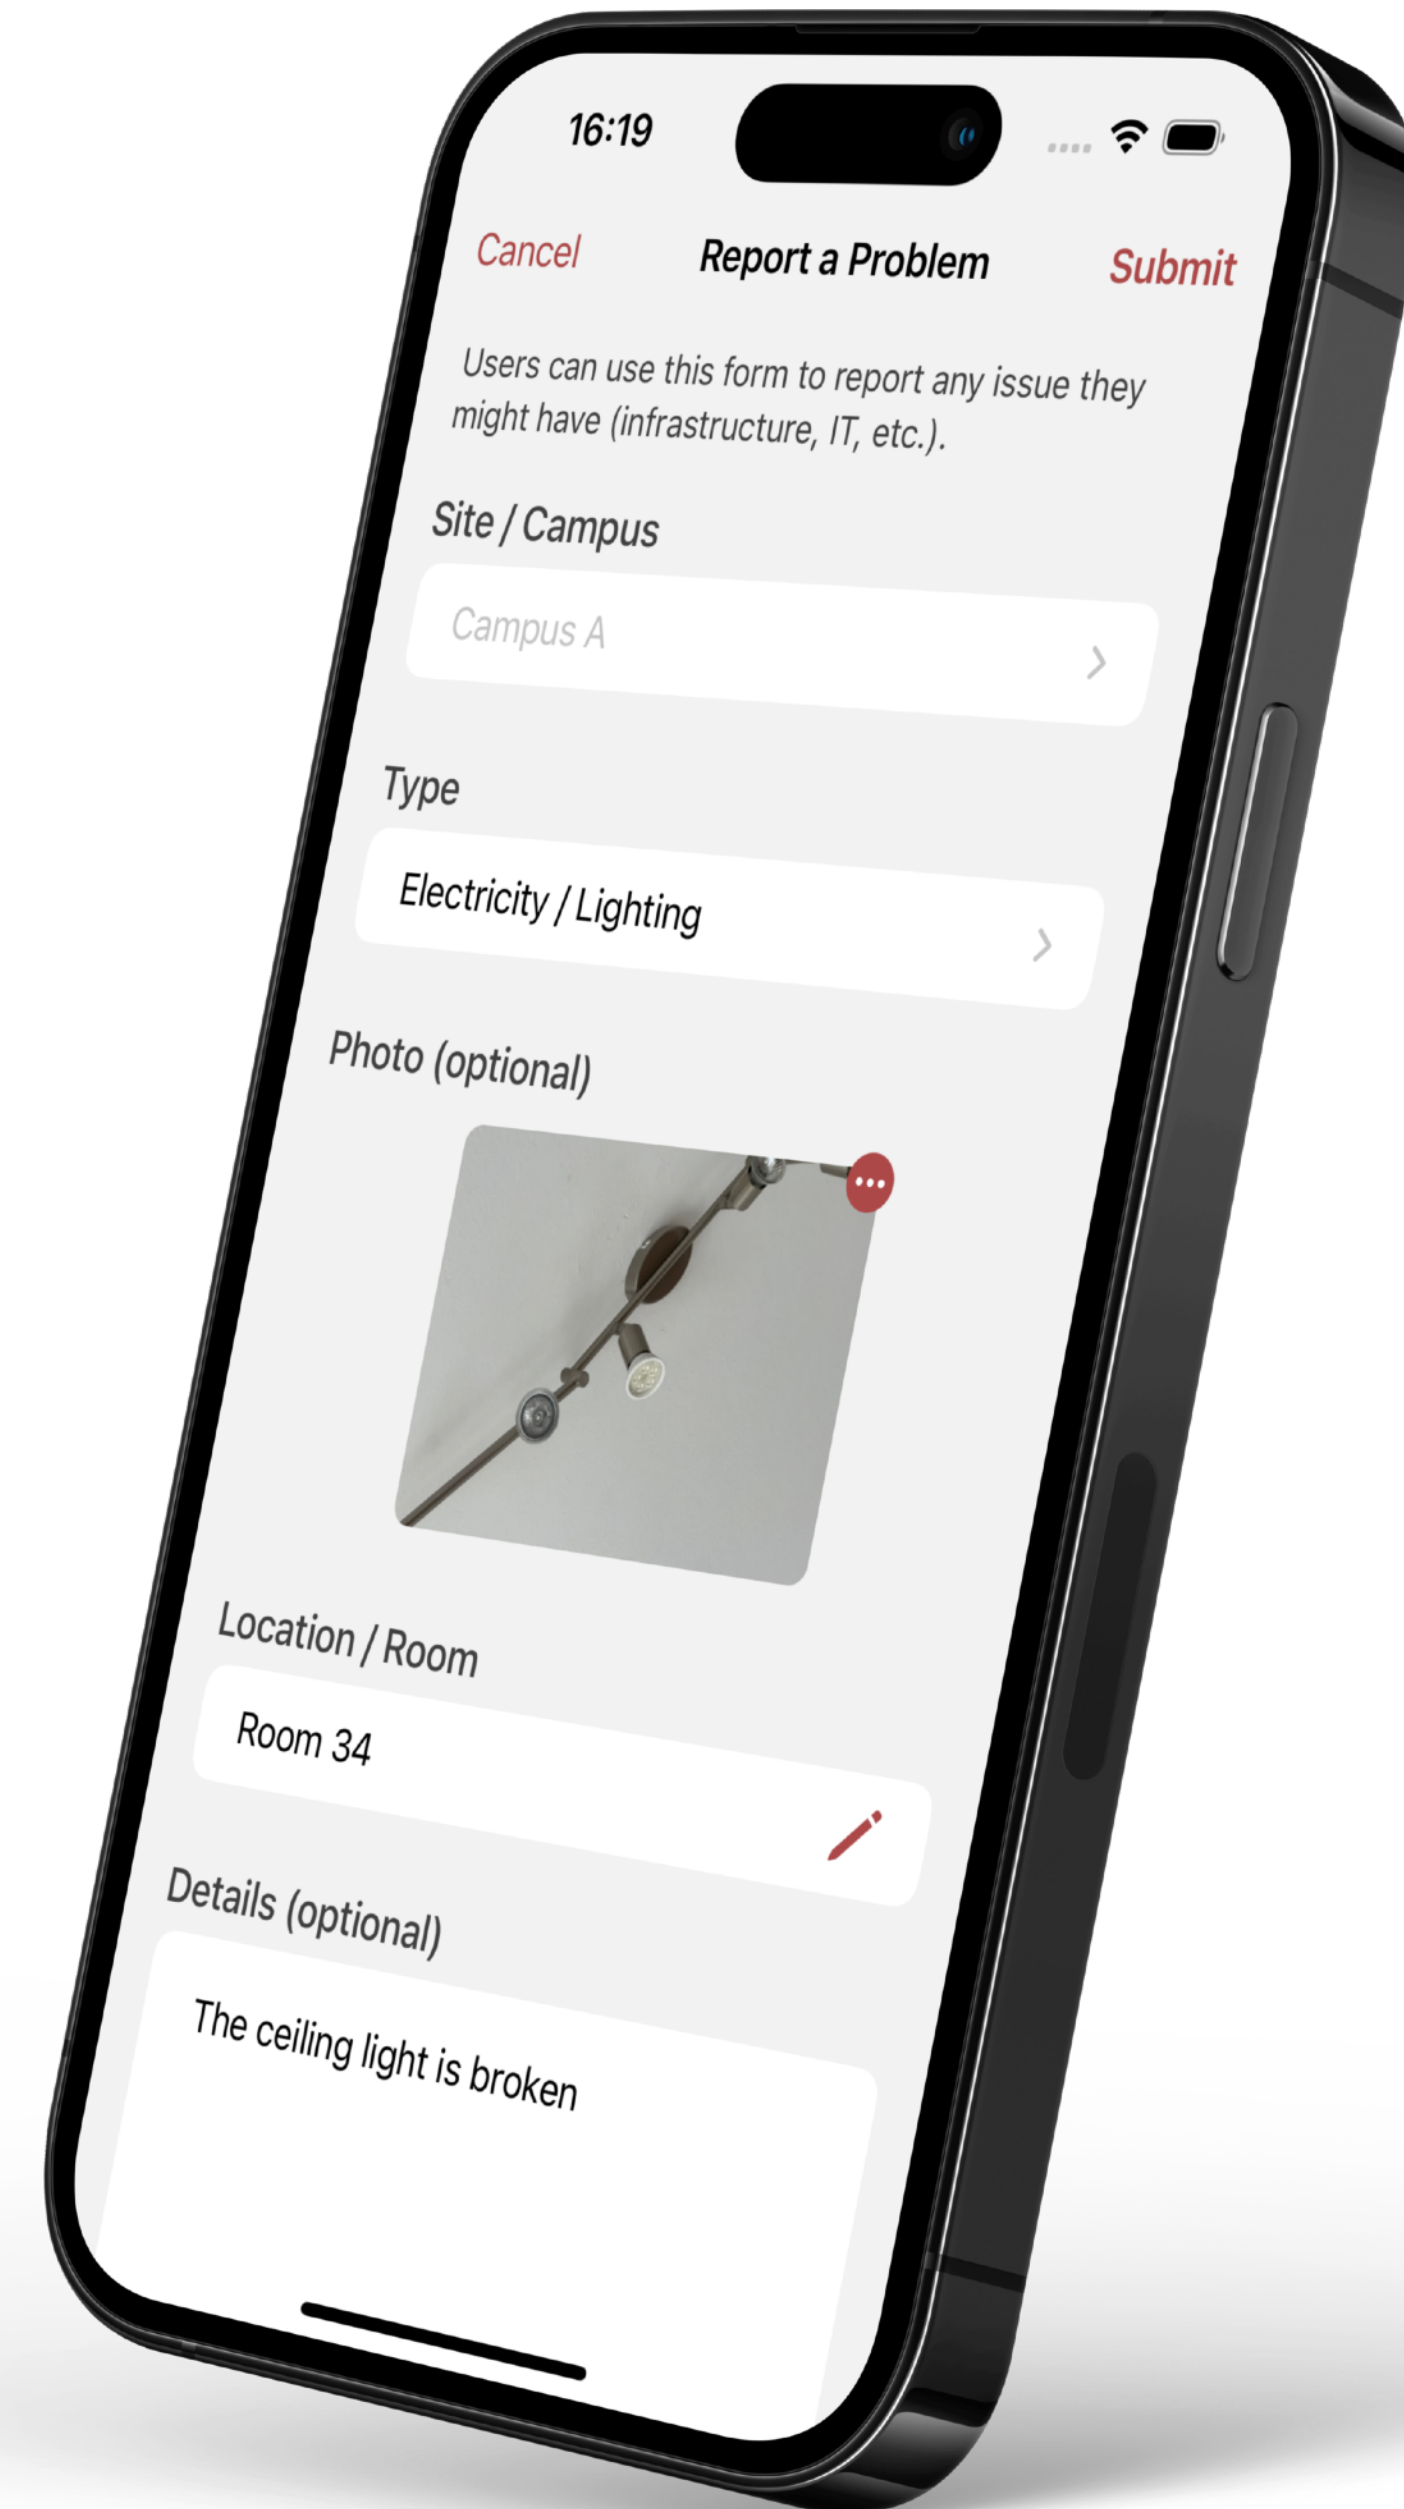 16:19
Cancel
Report a Problem
Submit
Users can use this form to report any issue they
might have (infrastructure, IT, etc.).
Site / Campus
Campus A
Type
Electricity / Lighting
Photo (optional)
Location / Room
Room 34
Details (optional)
The ceiling light is broken